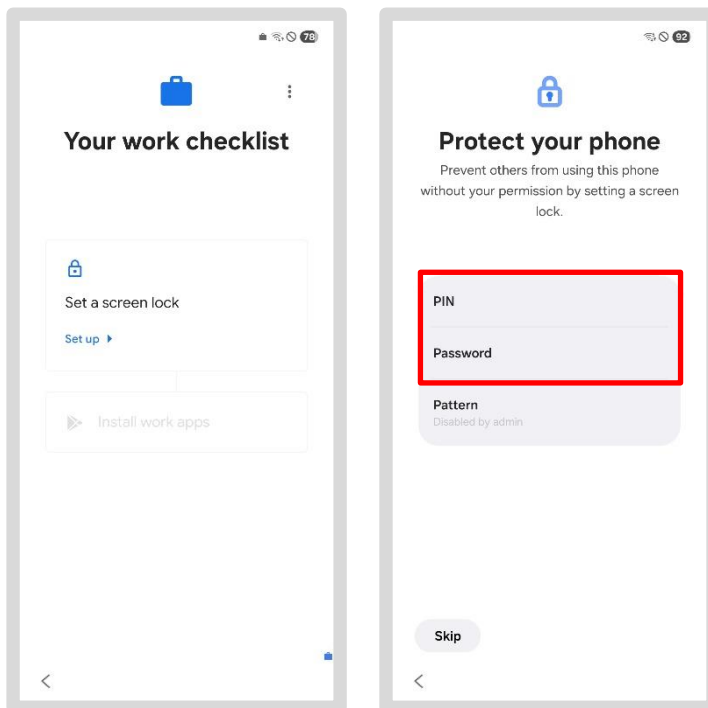 78
Your work checklist
Set a screen lock
Set up
Install work apps
92
Protect your phone
Prevent others from using this phone
without your permission by setting a screen
lock.
PIN
Password
Pattern
Disabled by admin
Skip